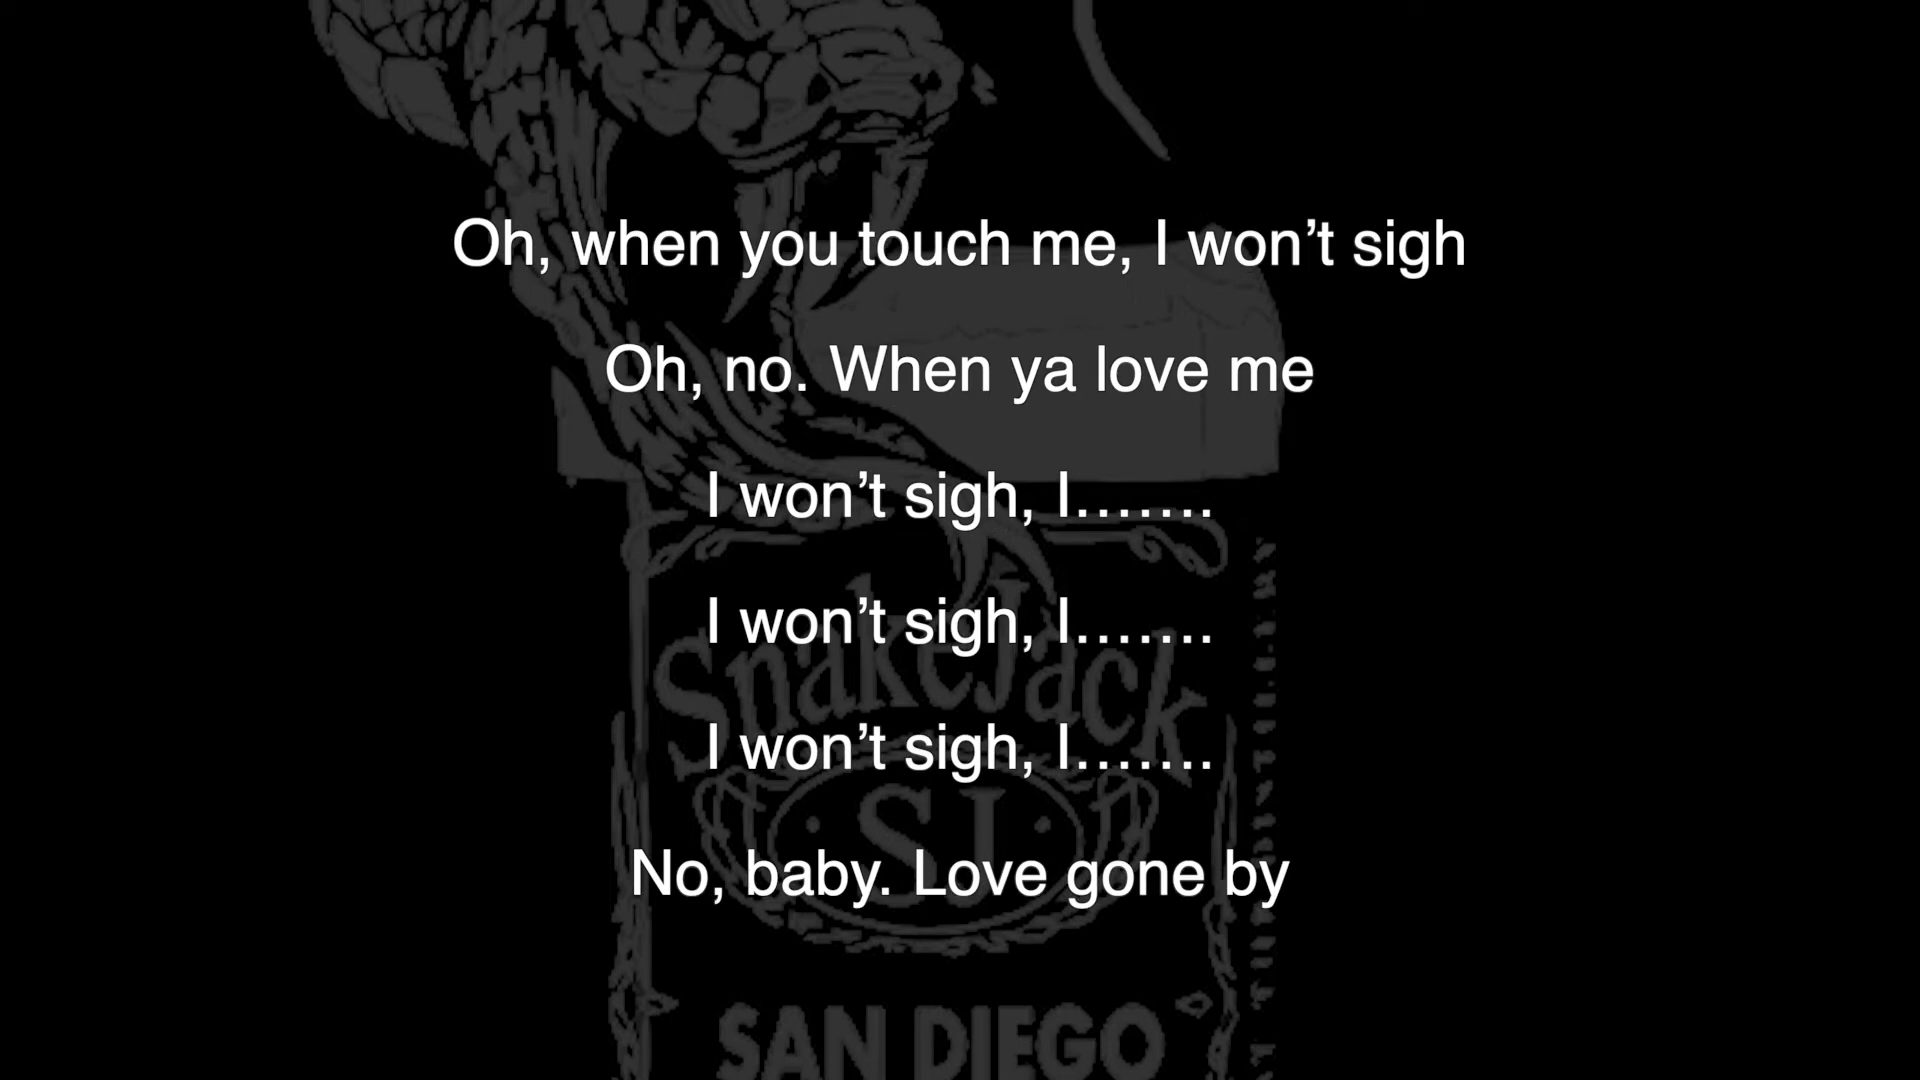 Oh, when you touch me, I won’t sigh
Oh, no. When ya love me
I won’t sigh, I…….
I won’t sigh, I…….
I won’t sigh, I…….
No, baby. Love gone by
SnakeJack
SJ
SAN DIEGO